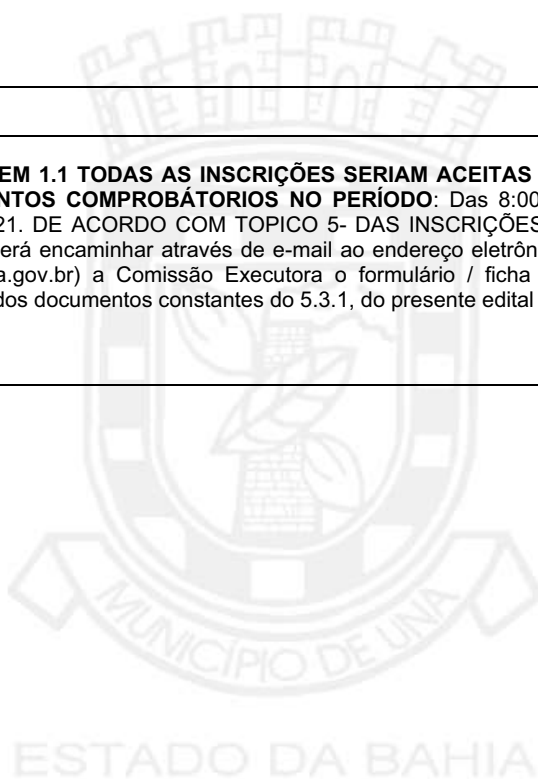 EM 1.1 TODAS AS INSCRIÇÕES SERIAM ACEITAS
NTOS COMPROBÁTORIOS NO PERÍODO: Das 8:00
21. DE ACORDO COM TOPICO 5- DAS INSCRIÇÕES
erá encaminhar através de e-mail ao endereço eletrôn
a.gov.br) a Comissão Executora o formulário / ficha
dos documentos constantes do 5.3.1, do presente edital
MUNICÍPIO DE UNA
ESTADO DA BAHIA